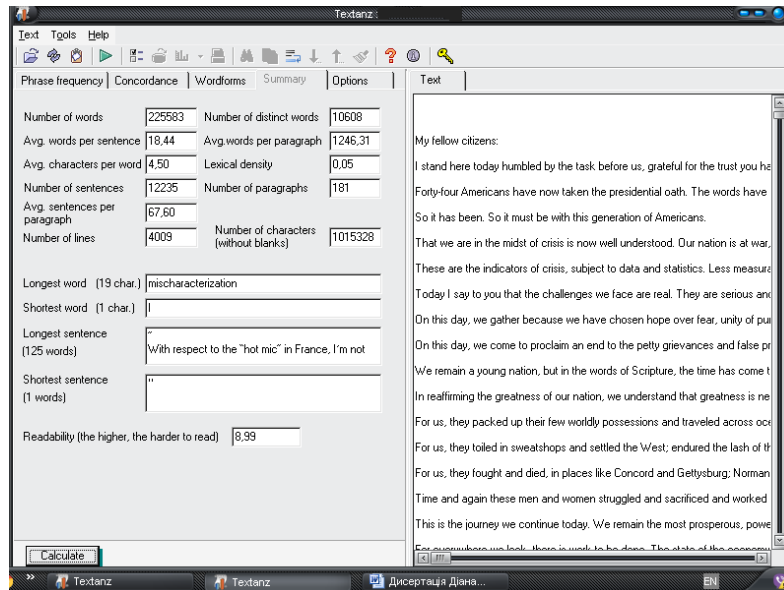 Textanz:
Text Tools Help
Phrase frequency Concordance Wordforms Summary Options
Number of words 225583 Number of distinct words 10608
Avg. words per sentence 18,44 Avg.words per paragraph 1246,31
Avg. characters per word 4,50 Lexical density 0,05
Number of sentences 12235 Number of paragraphs 181
Avg. sentences per paragraph 67,60
Number of lines 4009 Number of characters (without blanks) 1015328
Longest word (19 char.) mischaracterization
Shortest word (1 char.) I
Longest sentence
(125 words)
"
With respect to the "hot mic" in France, I'm not
Shortest sentence
(1 words)
"
Readability (the higher, the harder to read) 8,99
Calculate
Text
My fellow citizens:
I stand here today humbled by the task before us, grateful for the trust you ha
Forty-four Americans have now taken the presidential oath. The words have
So it has been. So it must be with this generation of Americans.
That we are in the midst of crisis is now well understood. Our nation is at war,
These are the indicators of crisis, subject to data and statistics. Less measura
Today I say to you that the challenges we face are real. They are serious and
On this day, we gather because we have chosen hope over fear, unity of pur
On this day, we come to proclaim an end to the petty grievances and false pr
We remain a young nation, but in the words of Scripture, the time has come t
In reaffirming the greatness of our nation, we understand that greatness is ne
For us, they packed up their few worldly possessions and traveled across oce
For us, they toiled in sweatshops and settled the West; endured the lash of th
For us, they fought and died, in places like Concord and Gettysburg; Norman
Time and again these men and women struggled and sacrificed and worked
This is the journey we continue today. We remain the most prosperous, powe
For everywhere we look, there is work to be done. The state of the economy
Textanz Textanz Дисертація Діана... EN